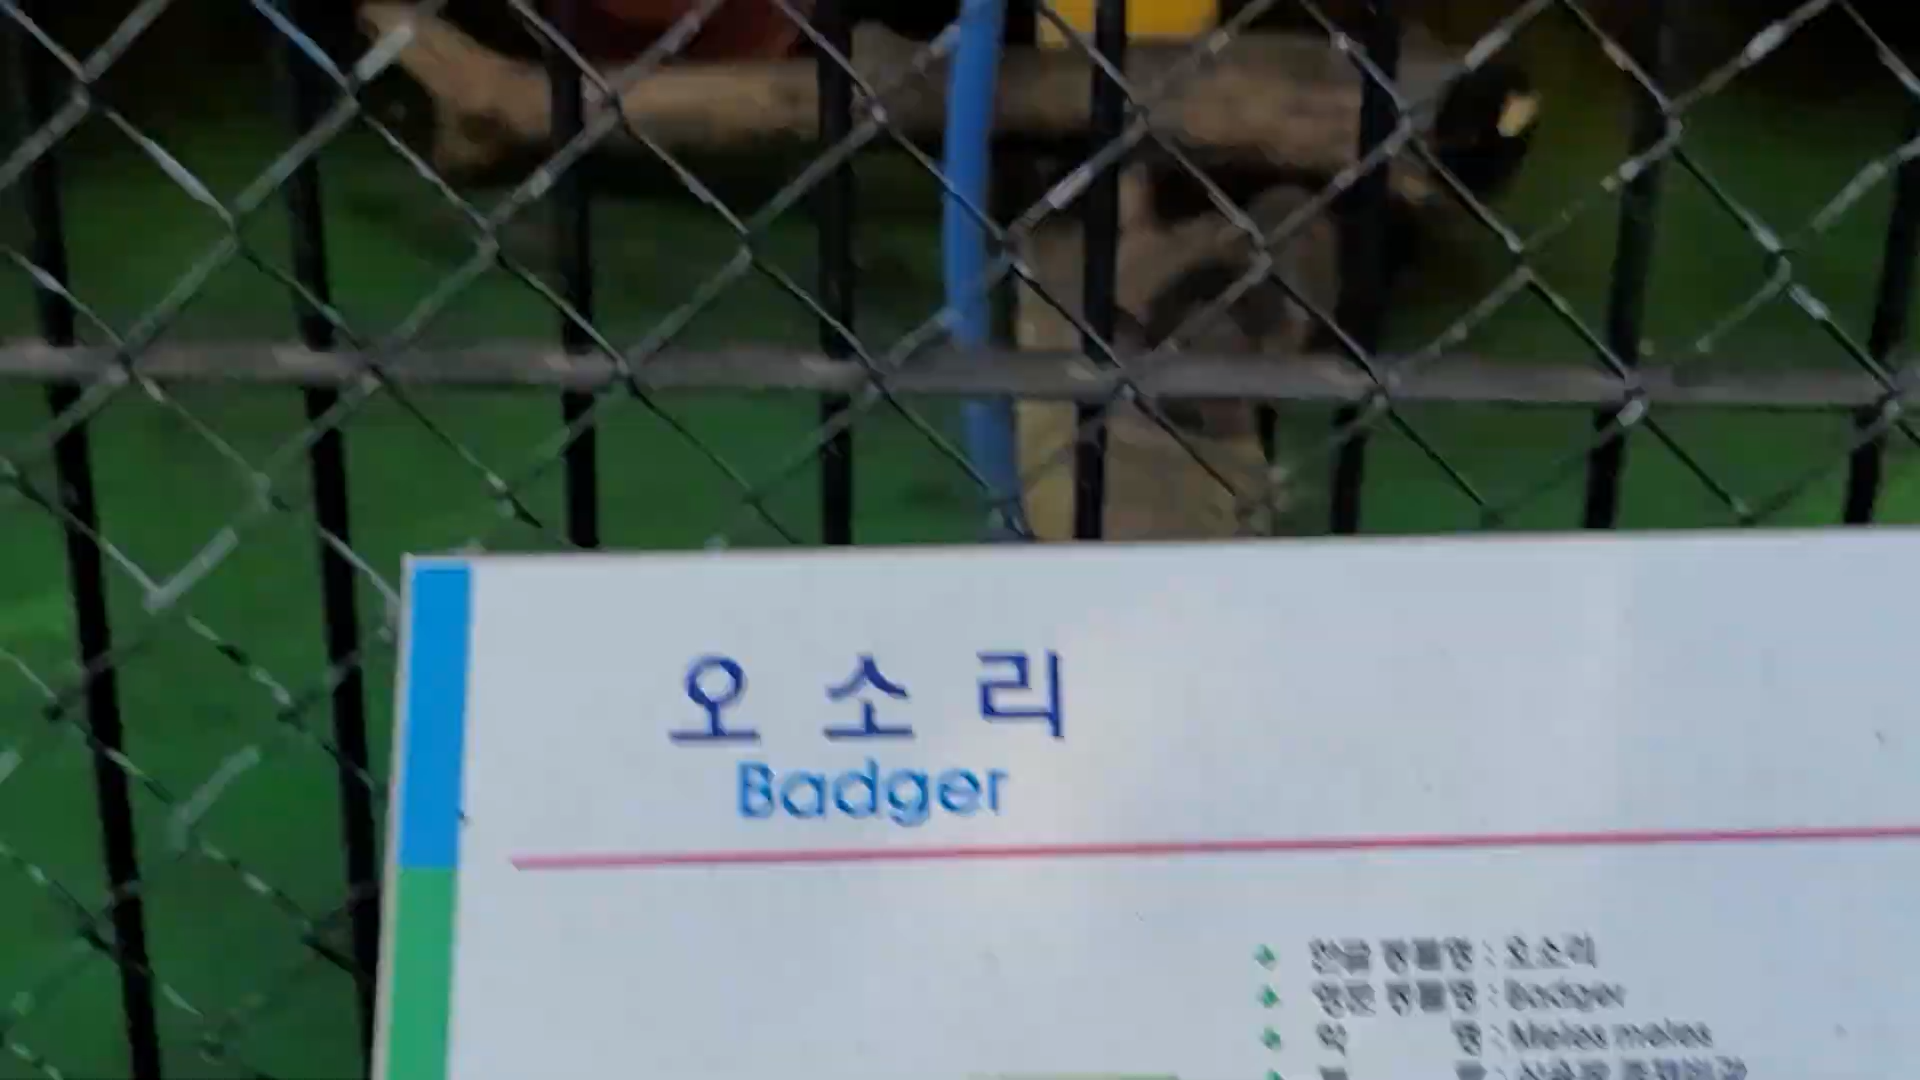 오소리
Badger
한글 동물명 : 오소리
영문 동물명 : Badger
학 명 : Meles meles